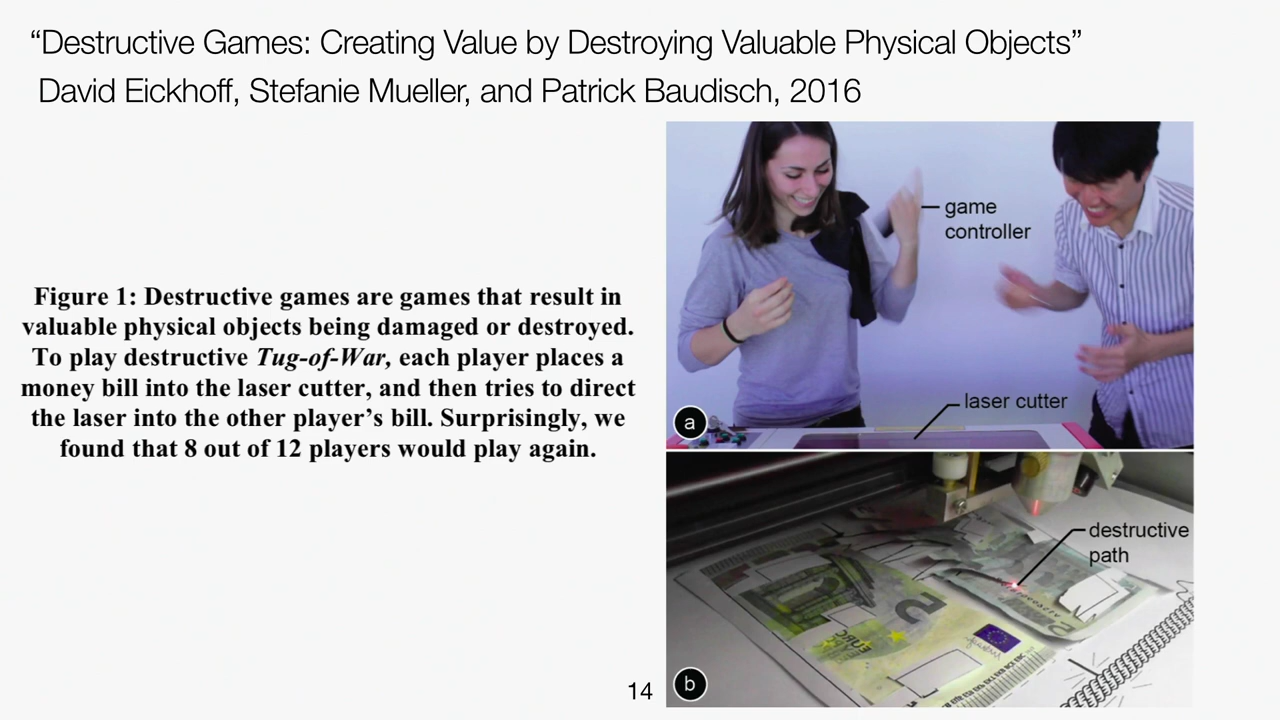 “Destructive Games: Creating Value by Destroying Valuable Physical Objects”
David Eickhoff, Stefanie Mueller, and Patrick Baudisch, 2016
game
controller
laser cutter
a
Figure 1: Destructive games are games that result in
valuable physical objects being damaged or destroyed.
To play destructive Tug-of-War, each player places a
money bill into the laser cutter, and then tries to direct
the laser into the other player’s bill. Surprisingly, we
found that 8 out of 12 players would play again.
destructive
path
b
14